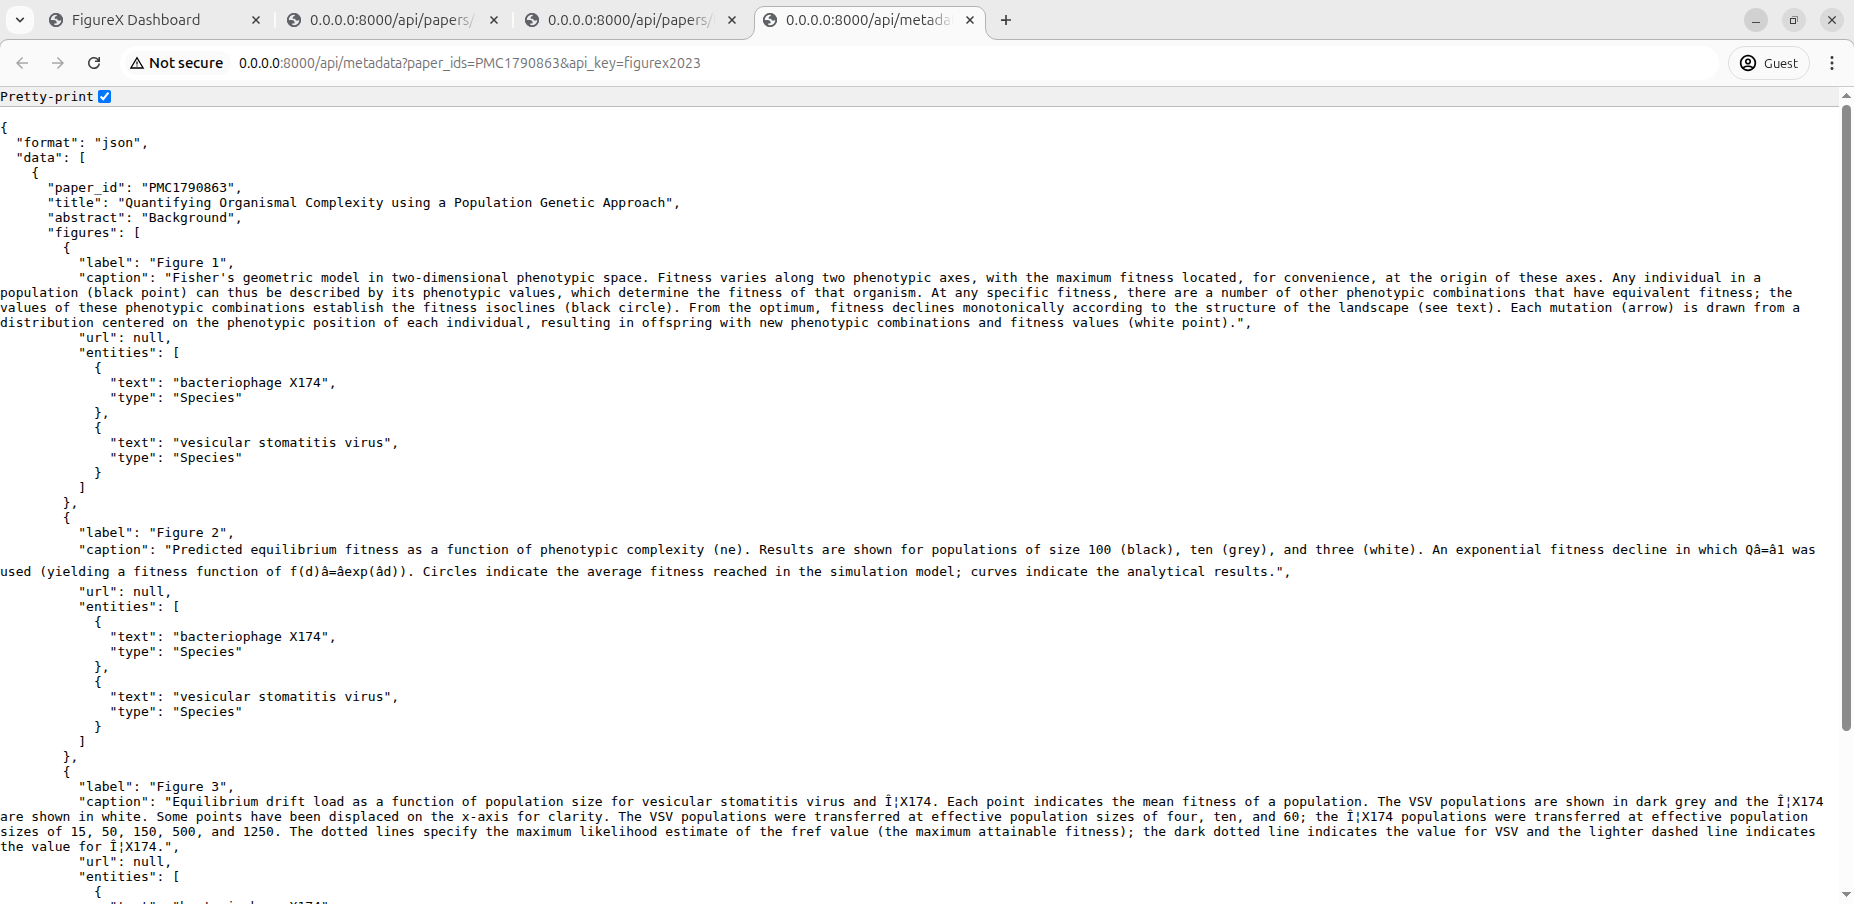 FigureX Dashboard
0.0.0.0:8000/api/papers/
0.0.0.0:8000/api/papers/
0.0.0.0:8000/api/metada
Not secure
0.0.0.0:8000/api/metadata?paper_ids=PMC1790863&api_key=figurex2023
Guest
Pretty-print
{
"format": "json",
"data": [
{
"paper_id": "PMC1790863",
"title": "Quantifying Organismal Complexity using a Population Genetic Approach",
"abstract": "Background",
"figures": [
{
"label": "Figure 1",
"caption": "Fisher's geometric model in two-dimensional phenotypic space. Fitness varies along two phenotypic axes, with the maximum fitness located, for convenience, at the origin of these axes. Any individual in a
population (black point) can thus be described by its phenotypic values, which determine the fitness of that organism. At any specific fitness, there are a number of other phenotypic combinations that have equivalent fitness; the
values of these phenotypic combinations establish the fitness isoclines (black circle). From the optimum, fitness declines monotonically according to the structure of the landscape (see text). Each mutation (arrow) is drawn from a
distribution centered on the phenotypic position of each individual, resulting in offspring with new phenotypic combinations and fitness values (white point).",
"url": null,
"entities": [
{
"text": "bacteriophage X174",
"type": "Species"
},
{
"text": "vesicular stomatitis virus",
"type": "Species"
}
]
},
{
"label": "Figure 2",
"caption": "Predicted equilibrium fitness as a function of phenotypic complexity (ne). Results are shown for populations of size 100 (black), ten (grey), and three (white). An exponential fitness decline in which Qâ=â1 was
used (yielding a fitness function of f(d)â=âexp(âd)). Circles indicate the average fitness reached in the simulation model; curves indicate the analytical results.",
"url": null,
"entities": [
{
"text": "bacteriophage X174",
"type": "Species"
},
{
"text": "vesicular stomatitis virus",
"type": "Species"
}
]
},
{
"label": "Figure 3",
"caption": "Equilibrium drift load as a function of population size for vesicular stomatitis virus and Î¦X174. Each point indicates the mean fitness of a population. The VSV populations are shown in dark grey and the Î¦X174
are shown in white. Some points have been displaced on the x-axis for clarity. The VSV populations were transferred at effective population sizes of four, ten, and 60; the Î¦X174 populations were transferred at effective population
sizes of 15, 50, 150, 500, and 1250. The dotted lines specify the maximum likelihood estimate of the fref value (the maximum attainable fitness); the dark dotted line indicates the value for VSV and the lighter dashed line indicates
the value for Î¦X174.",
"url": null,
"entities": [
{